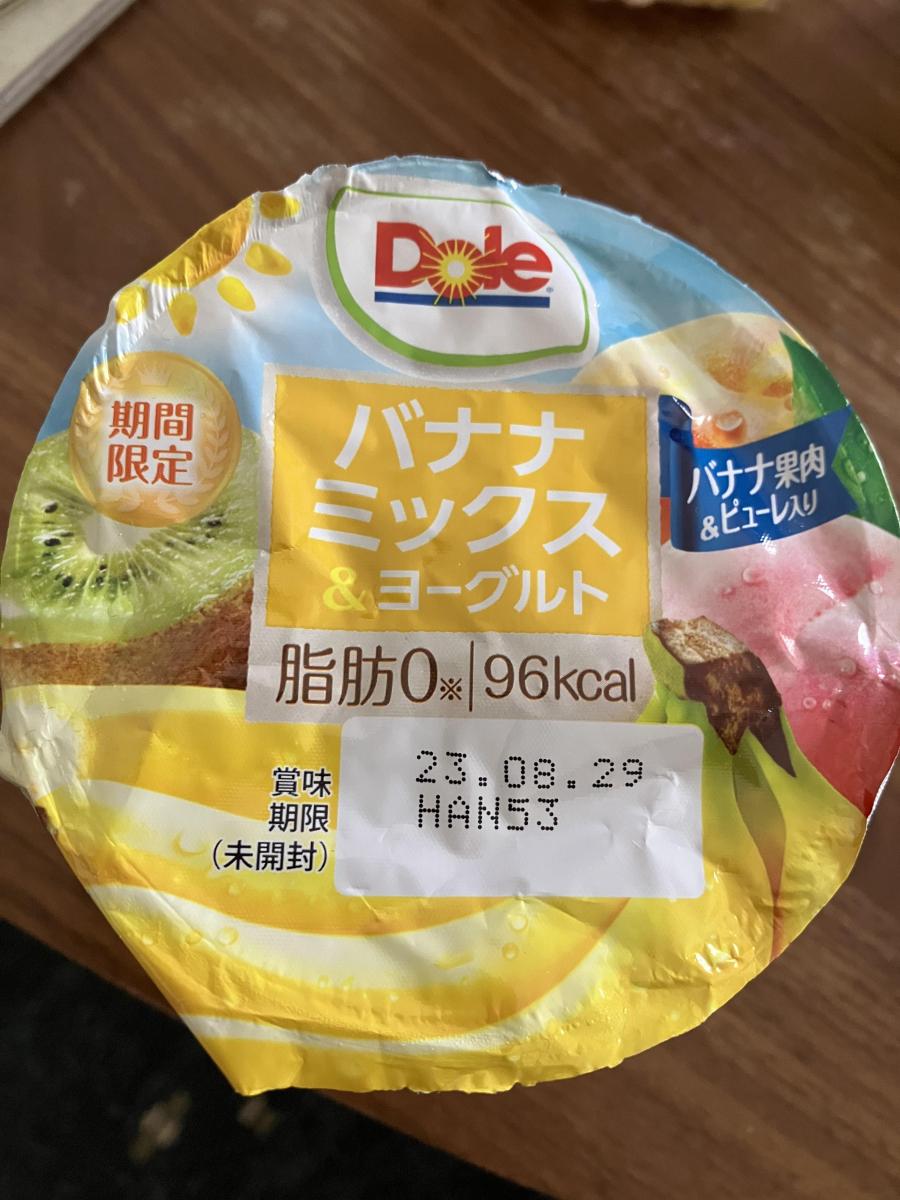 Dole
期間
限定
バナナ
ミックス
&ヨーグルト
バナナ果肉
&ピューレ入り
脂肪0※|96kcal
賞味
期限
(未開封)
23.08.29
HAN53